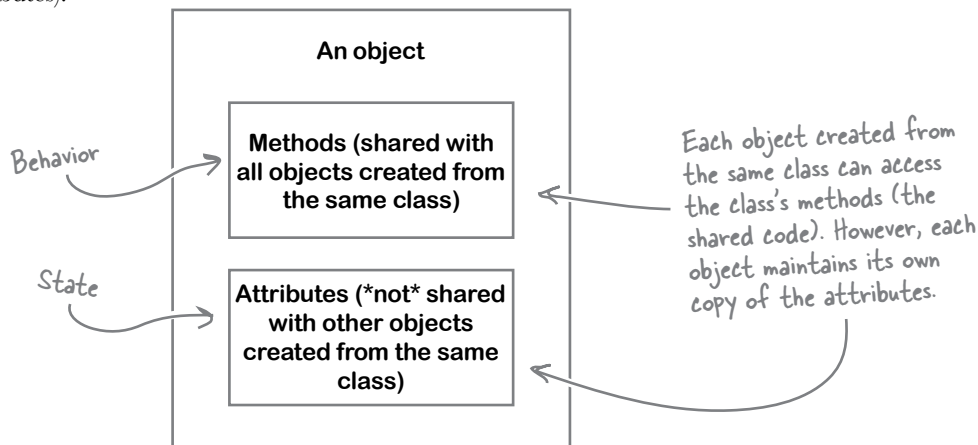 An object
Behavior
Methods (shared with
all objects created from
the same class)
State
Attributes (*not* shared
with other objects
created from the same
class)
Each object created from
the same class can access
the class's methods (the
shared code). However, each
object maintains its own
copy of the attributes.